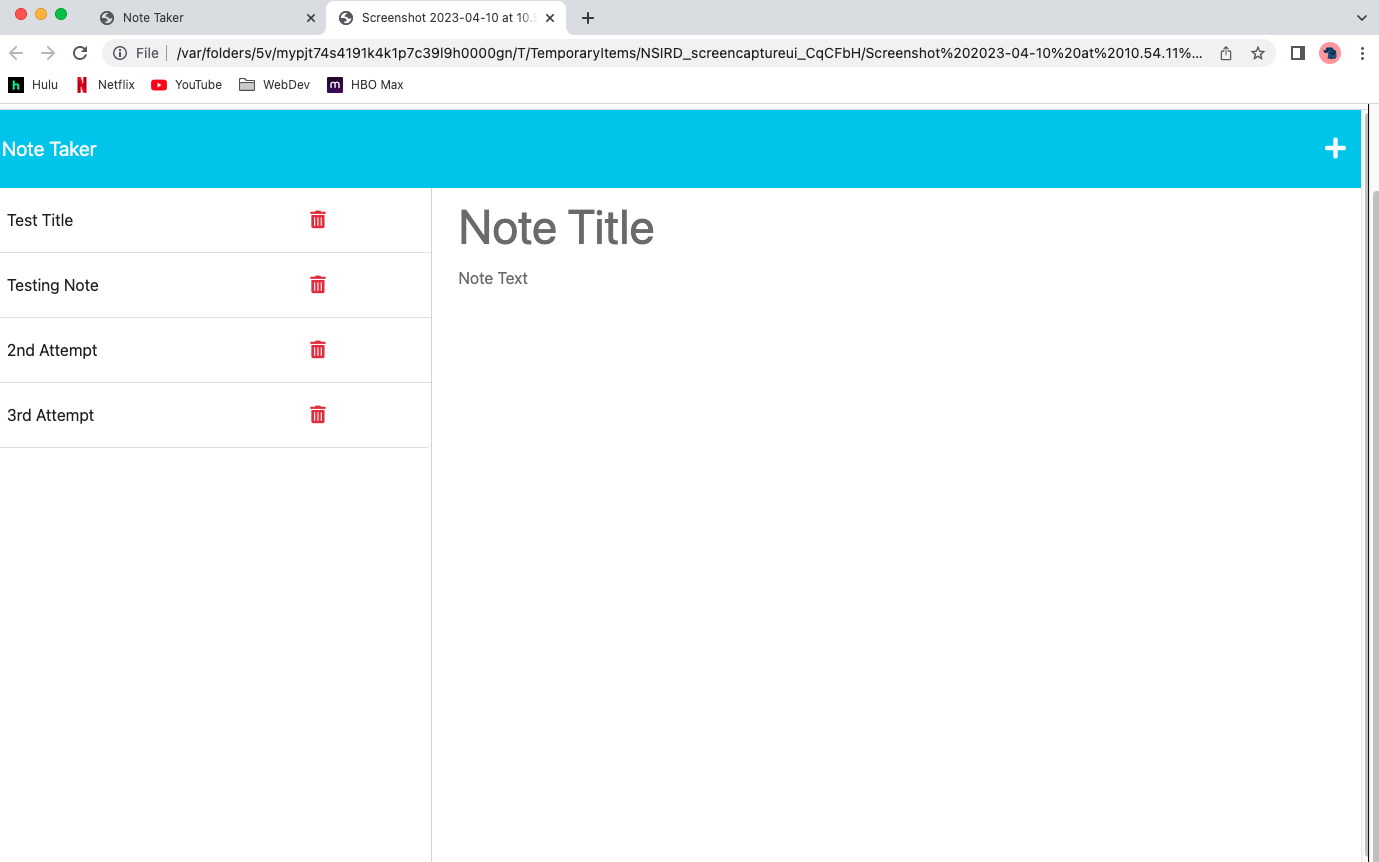 Note Taker
Screenshot 2023-04-10 at 10.5
File
/var/folders/5v/mypjt74s4191k4k1p7c39l9h0000gn/T/TemporaryItems/NSIRD_screencaptureui_CqCFbH/Screenshot%202023-04-10%20at%2010.54.11%...
h Hulu N Netflix YouTube WebDev m HBO Max
Note Taker
Test Title
Testing Note
2nd Attempt
3rd Attempt
Note Title
Note Text